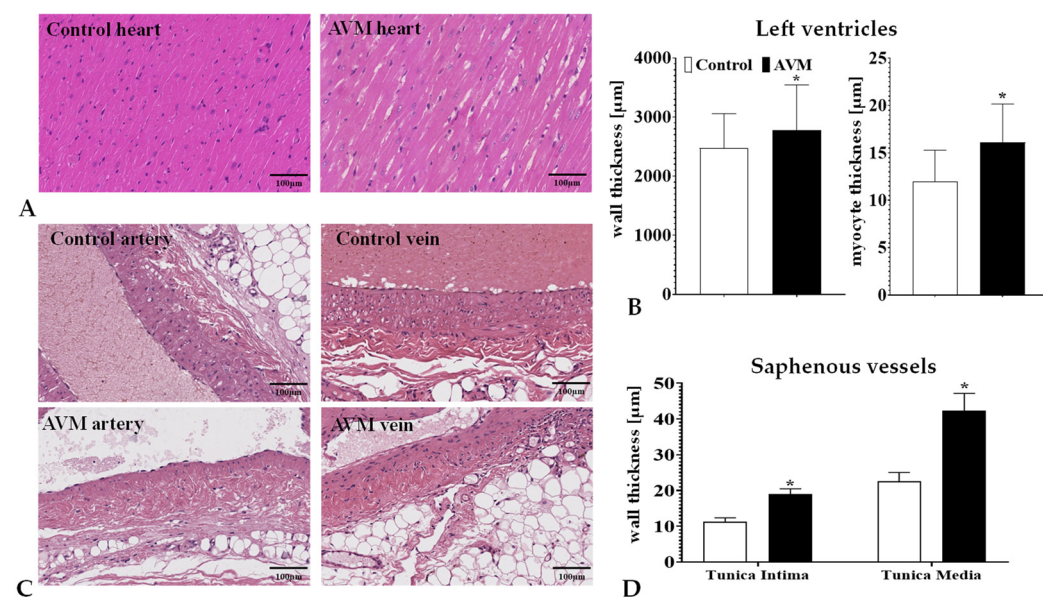 Control heart
AVM heart
100μm
100μm
A
Control artery
Control vein
100μm
100μm
AVM artery
AVM vein
100μm
100μm
C
Left ventricles
Control
AVM
wall thickness [μm]
4000
3000
2000
1000
0
*
myocyte thickness [μm]
25
20
15
10
5
0
*
B
Saphenous vessels
wall thickness [μm]
50
40
30
20
10
0
*
*
Tunica Intima
Tunica Media
D